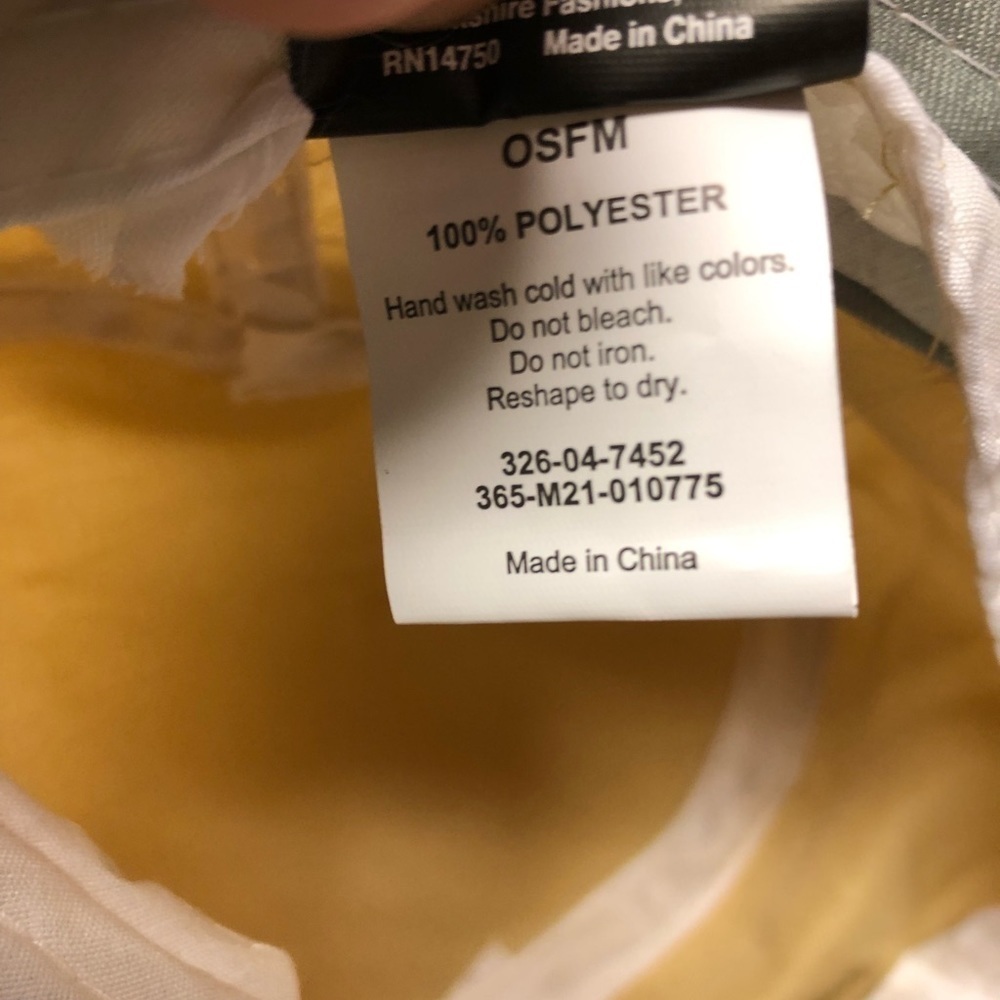 Fashions,
RN14750 Made in China
OSFM
100% POLYESTER
Hand wash cold with like colors.
Do not bleach.
Do not iron.
Reshape to dry.
326-04-7452
365-M21-010775
Made in China